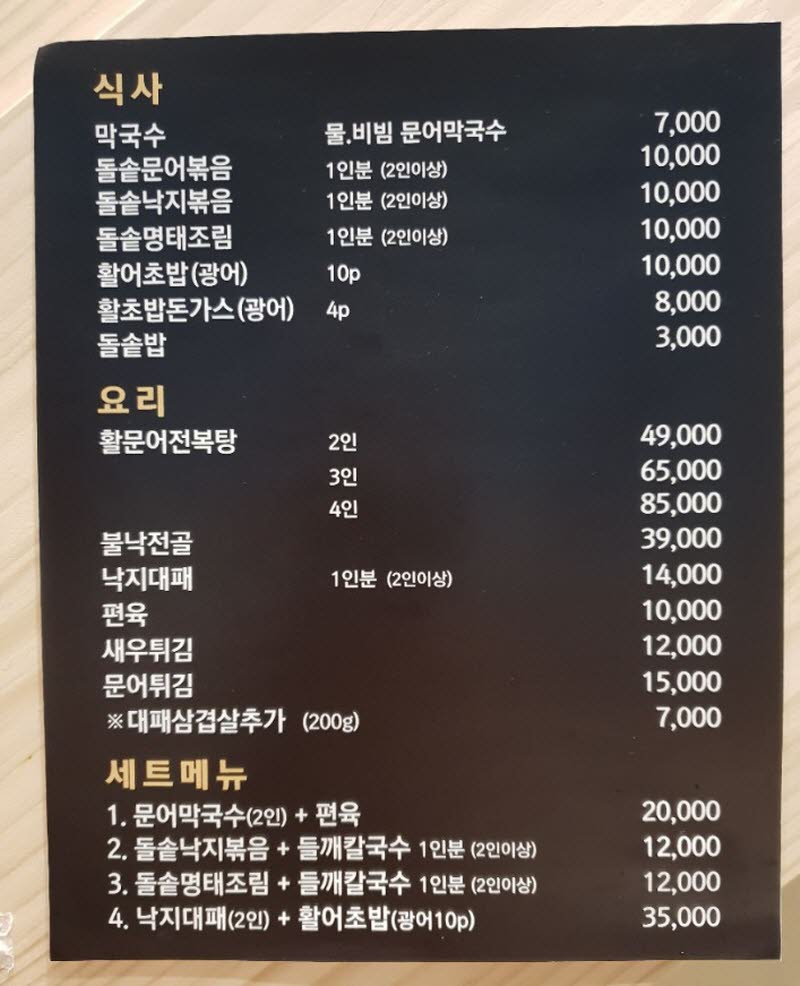 식사
막국수 물.비빔 문어막국수 7,000
돌솥문어볶음 1인분 (2인이상) 10,000
돌솥낙지볶음 1인분 (2인이상) 10,000
돌솥명태조림 1인분 (2인이상) 10,000
활어초밥(광어) 10p 10,000
활초밥돈가스(광어) 4p 8,000
돌솥밥 3,000
요리
활문어전복탕 2인 49,000
3인 65,000
4인 85,000
불낙전골 39,000
낙지대패 1인분 (2인이상) 14,000
편육 10,000
새우튀김 12,000
문어튀김 15,000
※대패삼겹살추가 (200g) 7,000
세트메뉴
1. 문어막국수(2인) + 편육 20,000
2. 돌솥낙지볶음 + 들깨칼국수 1인분 (2인이상) 12,000
3. 돌솥명태조림 + 들깨칼국수 1인분 (2인이상) 12,000
4. 낙지대패(2인) + 활어초밥(광어10p) 35,000